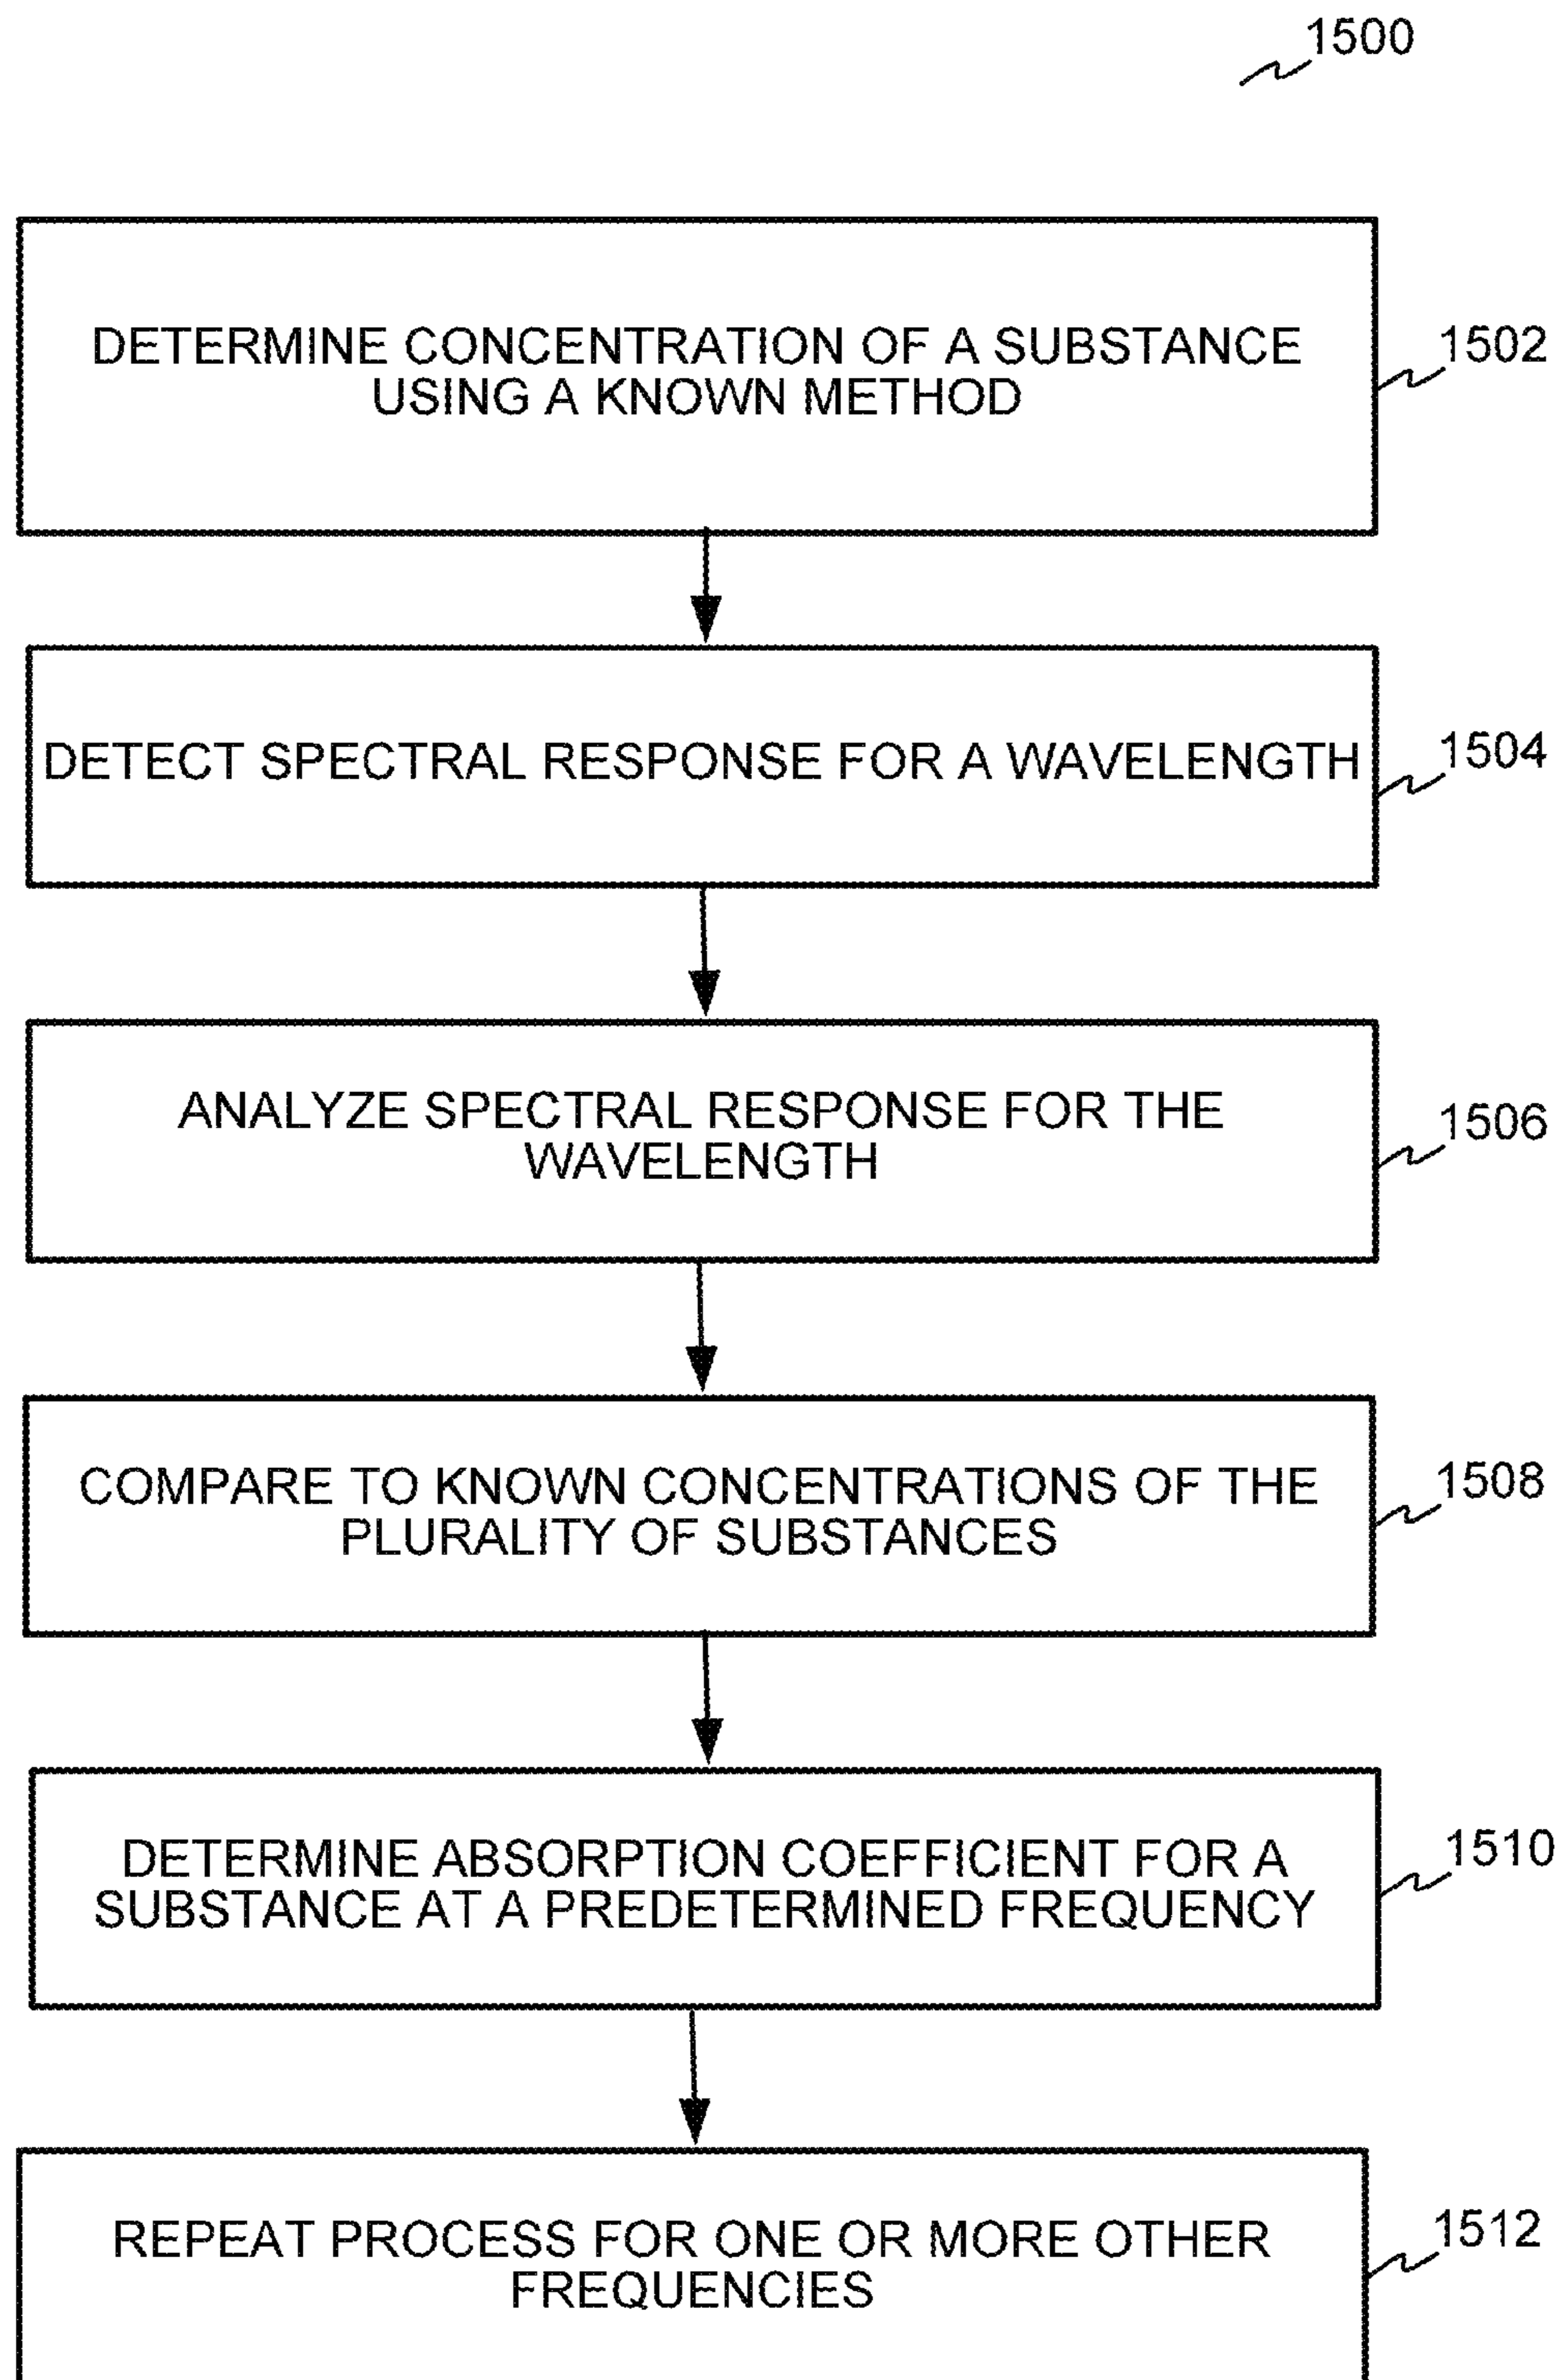 1500
DETERMINE CONCENTRATION OF A SUBSTANCE
USING A KNOWN METHOD
1502
DETECT SPECTRAL RESPONSE FOR A WAVELENGTH
1504
ANALYZE SPECTRAL RESPONSE FOR THE
WAVELENGTH
1506
COMPARE TO KNOWN CONCENTRATIONS OF THE
PLURALITY OF SUBSTANCES
1508
DETERMINE ABSORPTION COEFFICIENT FOR A
SUBSTANCE AT A PREDETERMINED FREQUENCY
1510
REPEAT PROCESS FOR ONE OR MORE OTHER
FREQUENCIES
1512